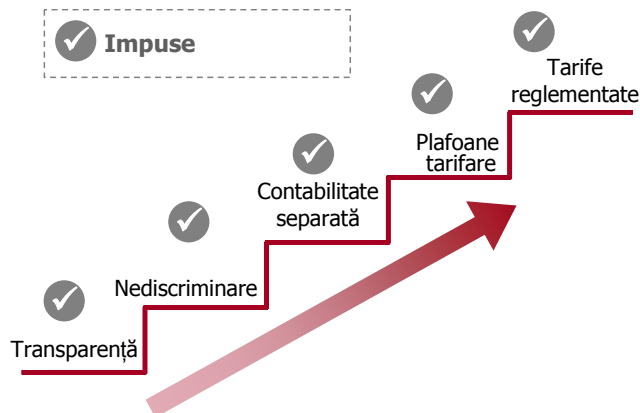 Impuse
Tarife
reglementate
Plafoane
tarifare
Contabilitate
separată
Nediscriminare
Transparență